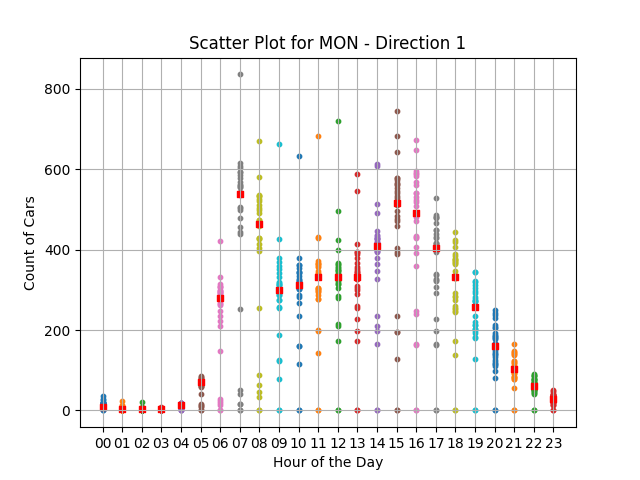 Scatter Plot for MON - Direction 1
Count of Cars
800
600
400
200
0
00 01 02 03 04 05 06 07 08 09 10 11 12 13 14 15 16 17 18 19 20 21 22 23
Hour of the Day